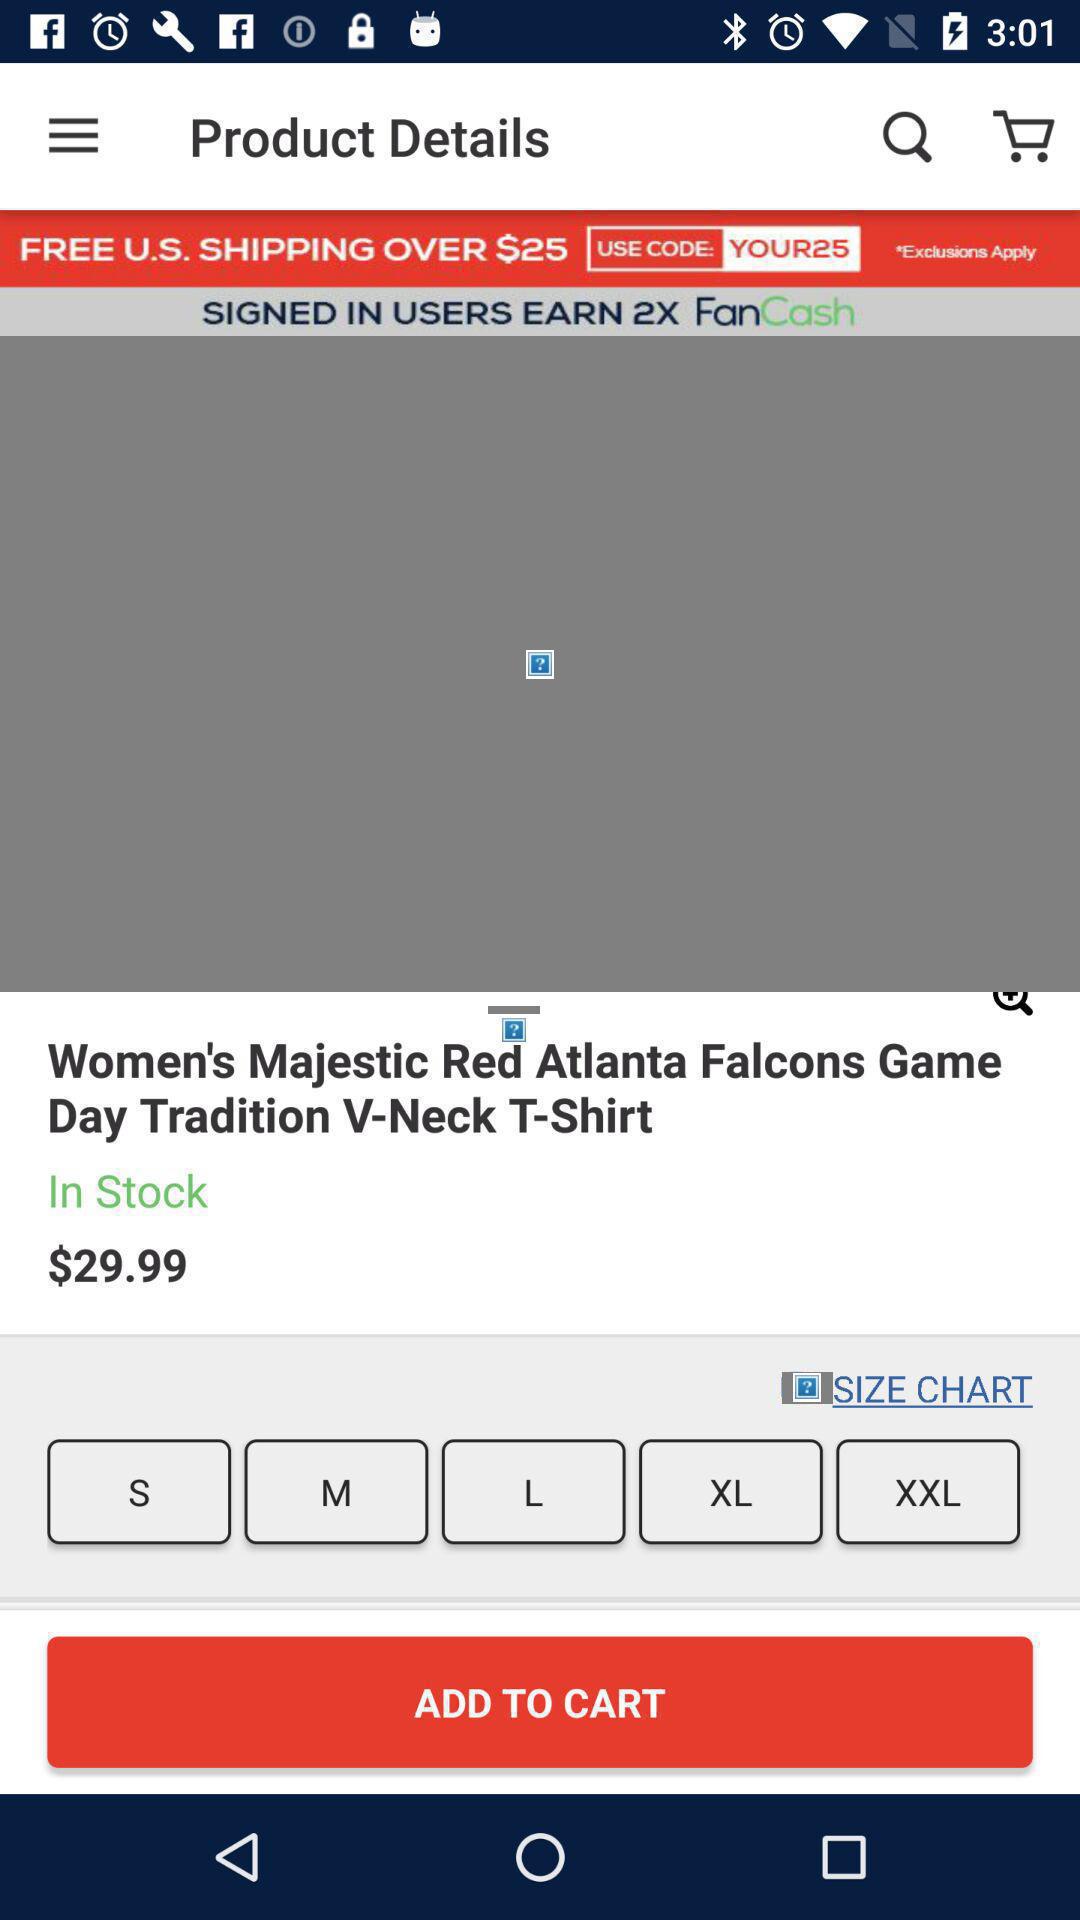 3:01
Product Details
FREE U.S. SHIPPING OVER $25 USE CODE: YOUR25 *Exclusions Apply
SIGNED IN USERS EARN 2X FanCash
Women's Majestic Red Atlanta Falcons Game
Day Tradition V-Neck T-Shirt
In Stock
$29.99
SIZE CHART
S M L XL XXL
ADD TO CART